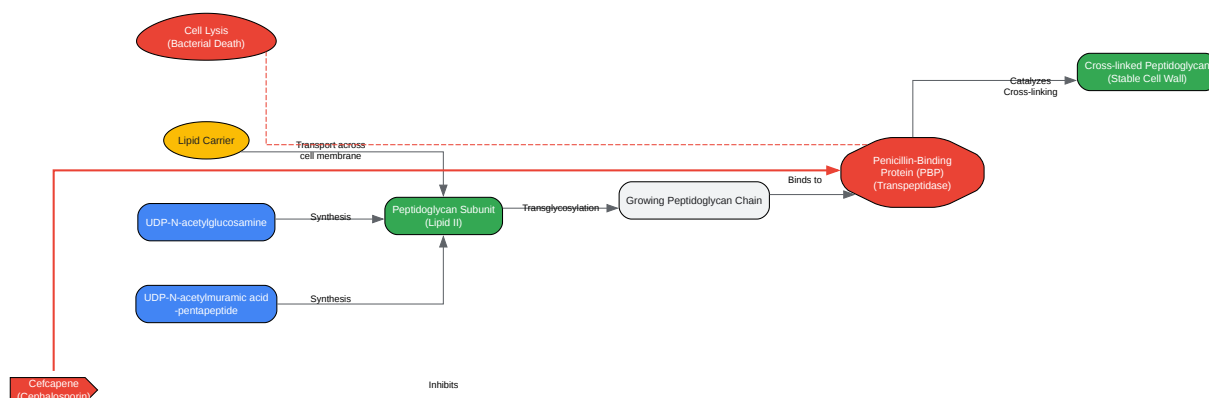 Cell Lysis
(Bacterial Death)
Cross-linked Peptidoglycan
(Stable Cell Wall)
Catalyzes
Cross-linking
Lipid Carrier
Transport across
cell membrane
Penicillin-Binding
Protein (PBP)
(Transpeptidase)
Binds to
Growing Peptidoglycan Chain
Transglycosylation
Peptidoglycan Subunit
(Lipid II)
Synthesis
UDP-N-acetylglucosamine
UDP-N-acetylmuramic acid
-pentapeptide
Synthesis
Cefcapene
(Cephalosporin)
Inhibits